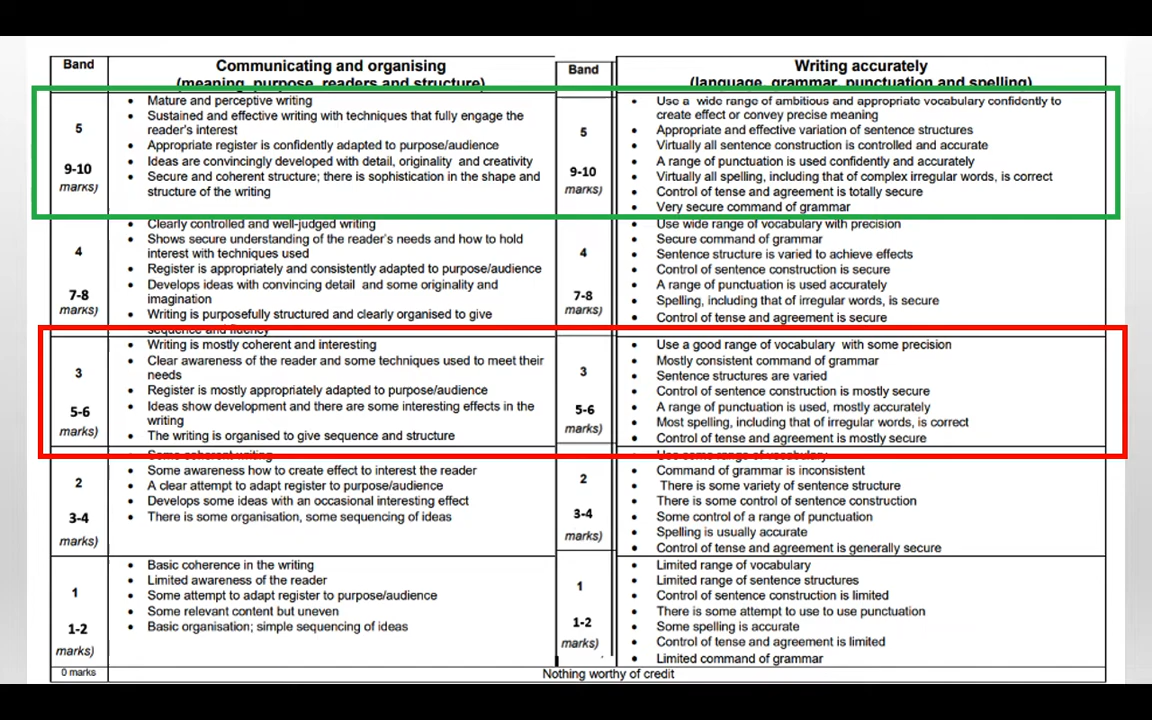 Band
Communicating and organising
(meaning, purpose, readers and structure)
Band
Writing accurately
(language, grammar, punctuation and spelling)
5
9-10
marks)
• Mature and perceptive writing
• Sustained and effective writing with techniques that fully engage the
reader's interest
• Appropriate register is confidently adapted to purpose/audience
• Ideas are convincingly developed with detail, originality and creativity
• Secure and coherent structure; there is sophistication in the shape and
structure of the writing
5
9-10
marks)
• Use a wide range of ambitious and appropriate vocabulary confidently to
create effect or convey precise meaning
• Appropriate and effective variation of sentence structures
• Virtually all sentence construction is controlled and accurate
• A range of punctuation is used confidently and accurately
• Virtually all spelling, including that of complex irregular words, is correct
• Control of tense and agreement is totally secure
• Very secure command of grammar
4
7-8
marks)
• Clearly controlled and well-judged writing
• Shows secure understanding of the reader's needs and how to hold
interest with techniques used
• Register is appropriately and consistently adapted to purpose/audience
• Develops ideas with convincing detail and some originality and
imagination
• Writing is purposefully structured and clearly organised to give
sequence and fluency
4
7-8
marks)
• Use wide range of vocabulary with precision
• Secure command of grammar
• Sentence structure is varied to achieve effects
• Control of sentence construction is secure
• A range of punctuation is used accurately
• Spelling, including that of irregular words, is secure
• Control of tense and agreement is secure
3
5-6
marks)
• Writing is mostly coherent and interesting
• Clear awareness of the reader and some techniques used to meet their
needs
• Register is mostly appropriately adapted to purpose/audience
• Ideas show development and there are some interesting effects in the
writing
• The writing is organised to give sequence and structure
3
5-6
marks)
• Use a good range of vocabulary with some precision
• Mostly consistent command of grammar
• Sentence structures are varied
• Control of sentence construction is mostly secure
• A range of punctuation is used, mostly accurately
• Most spelling, including that of irregular words, is correct
• Control of tense and agreement is mostly secure
2
3-4
marks)
• Some coherent writing
• Some awareness how to create effect to interest the reader
• A clear attempt to adapt register to purpose/audience
• Develops some ideas with an occasional interesting effect
• There is some organisation, some sequencing of ideas
2
3-4
marks)
• Use some range of vocabulary
• Command of grammar is inconsistent
• There is some variety of sentence structure
• There is some control of sentence construction
• Some control of a range of punctuation
• Spelling is usually accurate
• Control of tense and agreement is generally secure
1
1-2
marks)
• Basic coherence in the writing
• Limited awareness of the reader
• Some attempt to adapt register to purpose/audience
• Some relevant content but uneven
• Basic organisation; simple sequencing of ideas
1
1-2
marks)
• Limited range of vocabulary
• Limited range of sentence structures
• Control of sentence construction is limited
• There is some attempt to use to use punctuation
• Some spelling is accurate
• Control of tense and agreement is limited
• Limited command of grammar
0 marks
Nothing worthy of credit